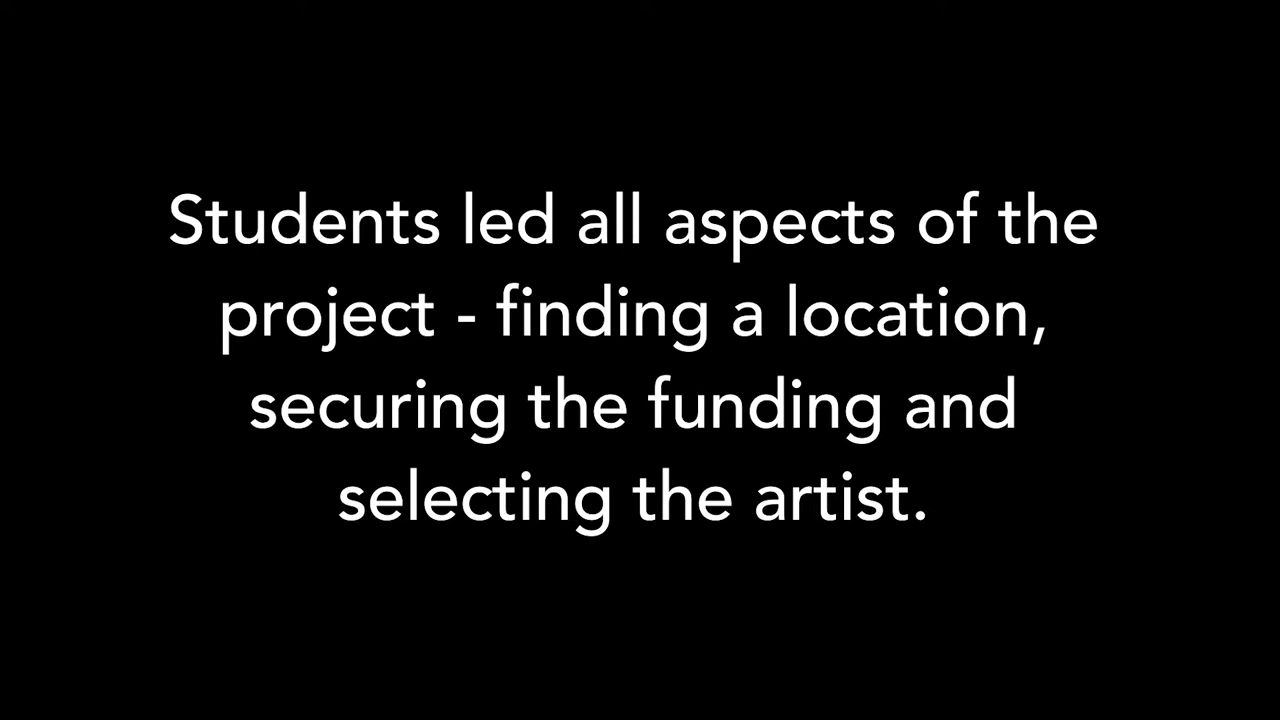 Students led all aspects of the
project - finding a location,
securing the funding and
selecting the artist.